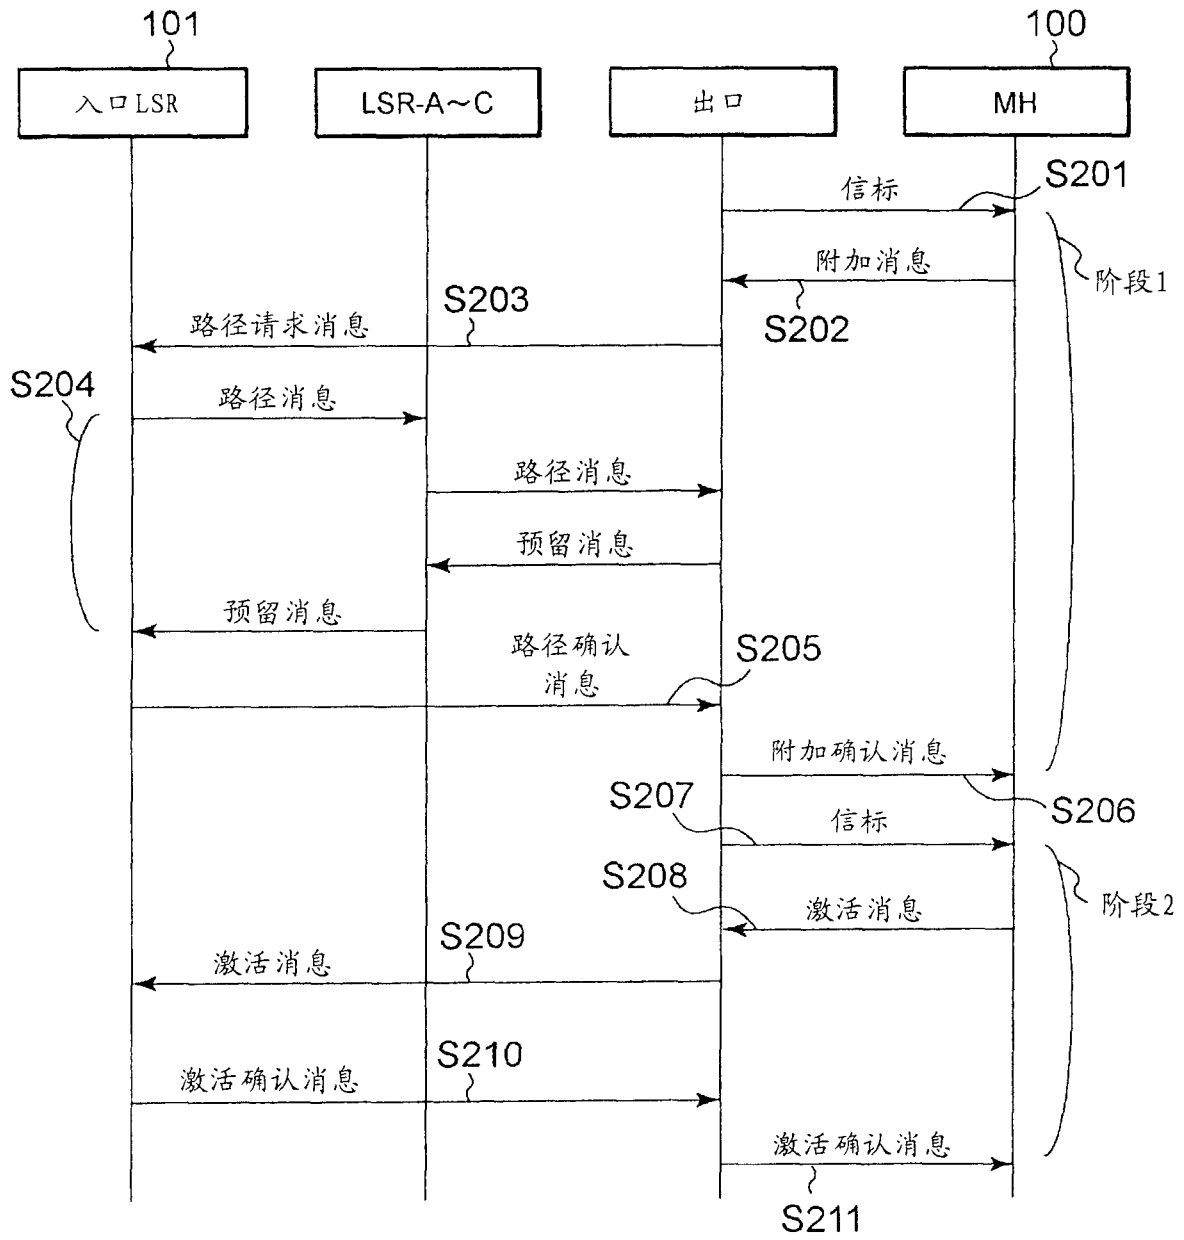 101
100
入口LSR
LSR-A～C
出口
MH
信标
S201
附加消息
阶段1
S202
S203
路径请求消息
S204
路径消息
路径消息
预留消息
预留消息
路径确认
消息
S205
附加确认消息
S206
S207
信标
S208
激活消息
阶段2
S209
激活消息
S210
激活确认消息
激活确认消息
S211